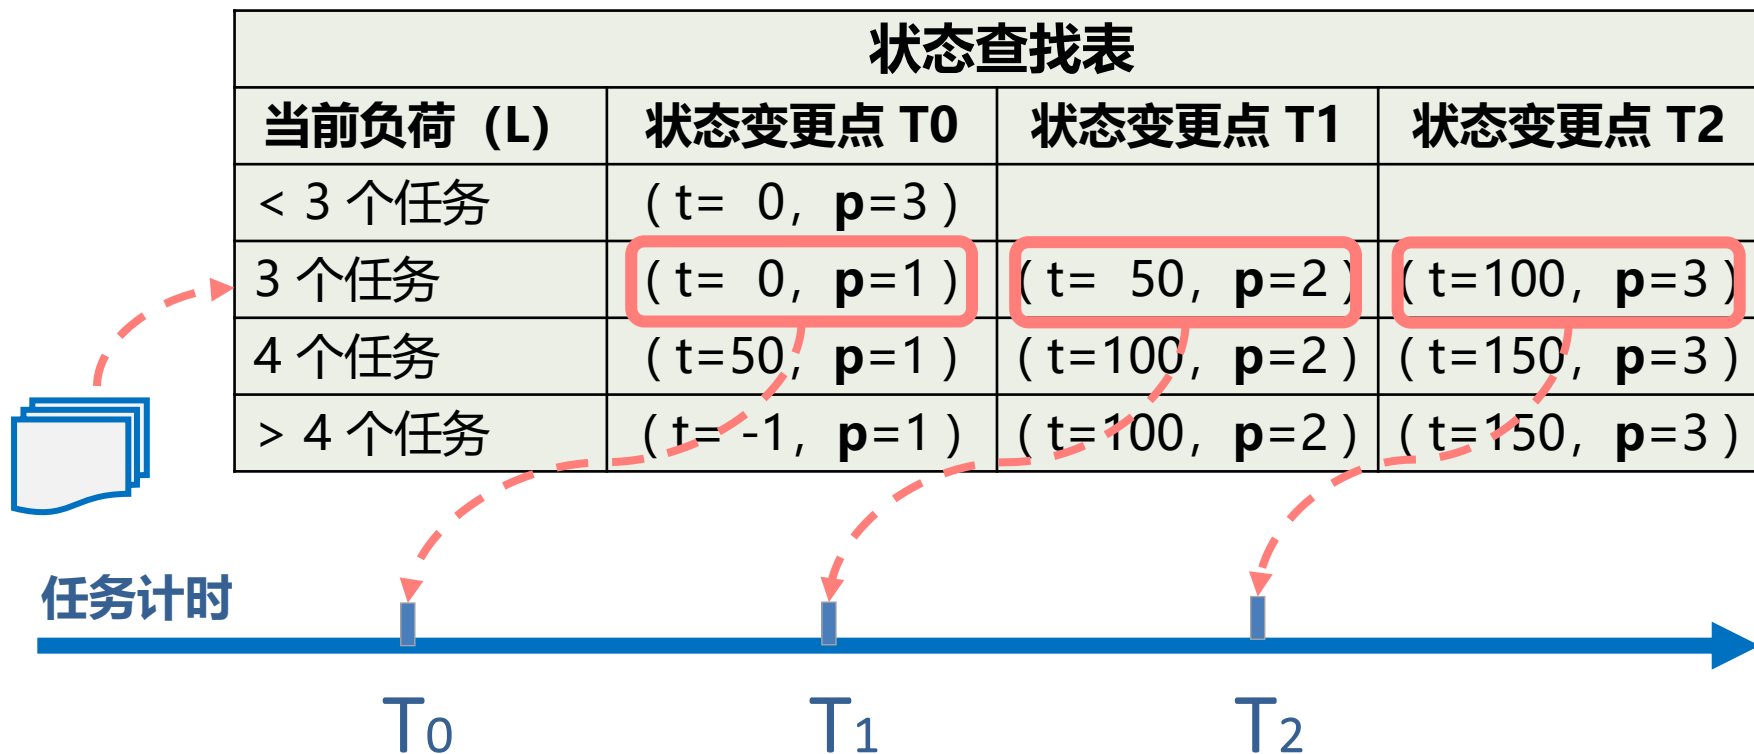 状态查找表
当前负荷（L） 状态变更点 T0 状态变更点 T1 状态变更点 T2
< 3 个任务 ( t= 0, p=3 )
3 个任务 ( t= 0, p=1 ) ( t= 50, p=2 ) ( t=100, p=3 )
4 个任务 ( t=50, p=1 ) ( t=100, p=2 ) ( t=150, p=3 )
> 4 个任务 ( t= -1, p=1 ) ( t=100, p=2 ) ( t=150, p=3 )
任务计时
T0 T1 T2